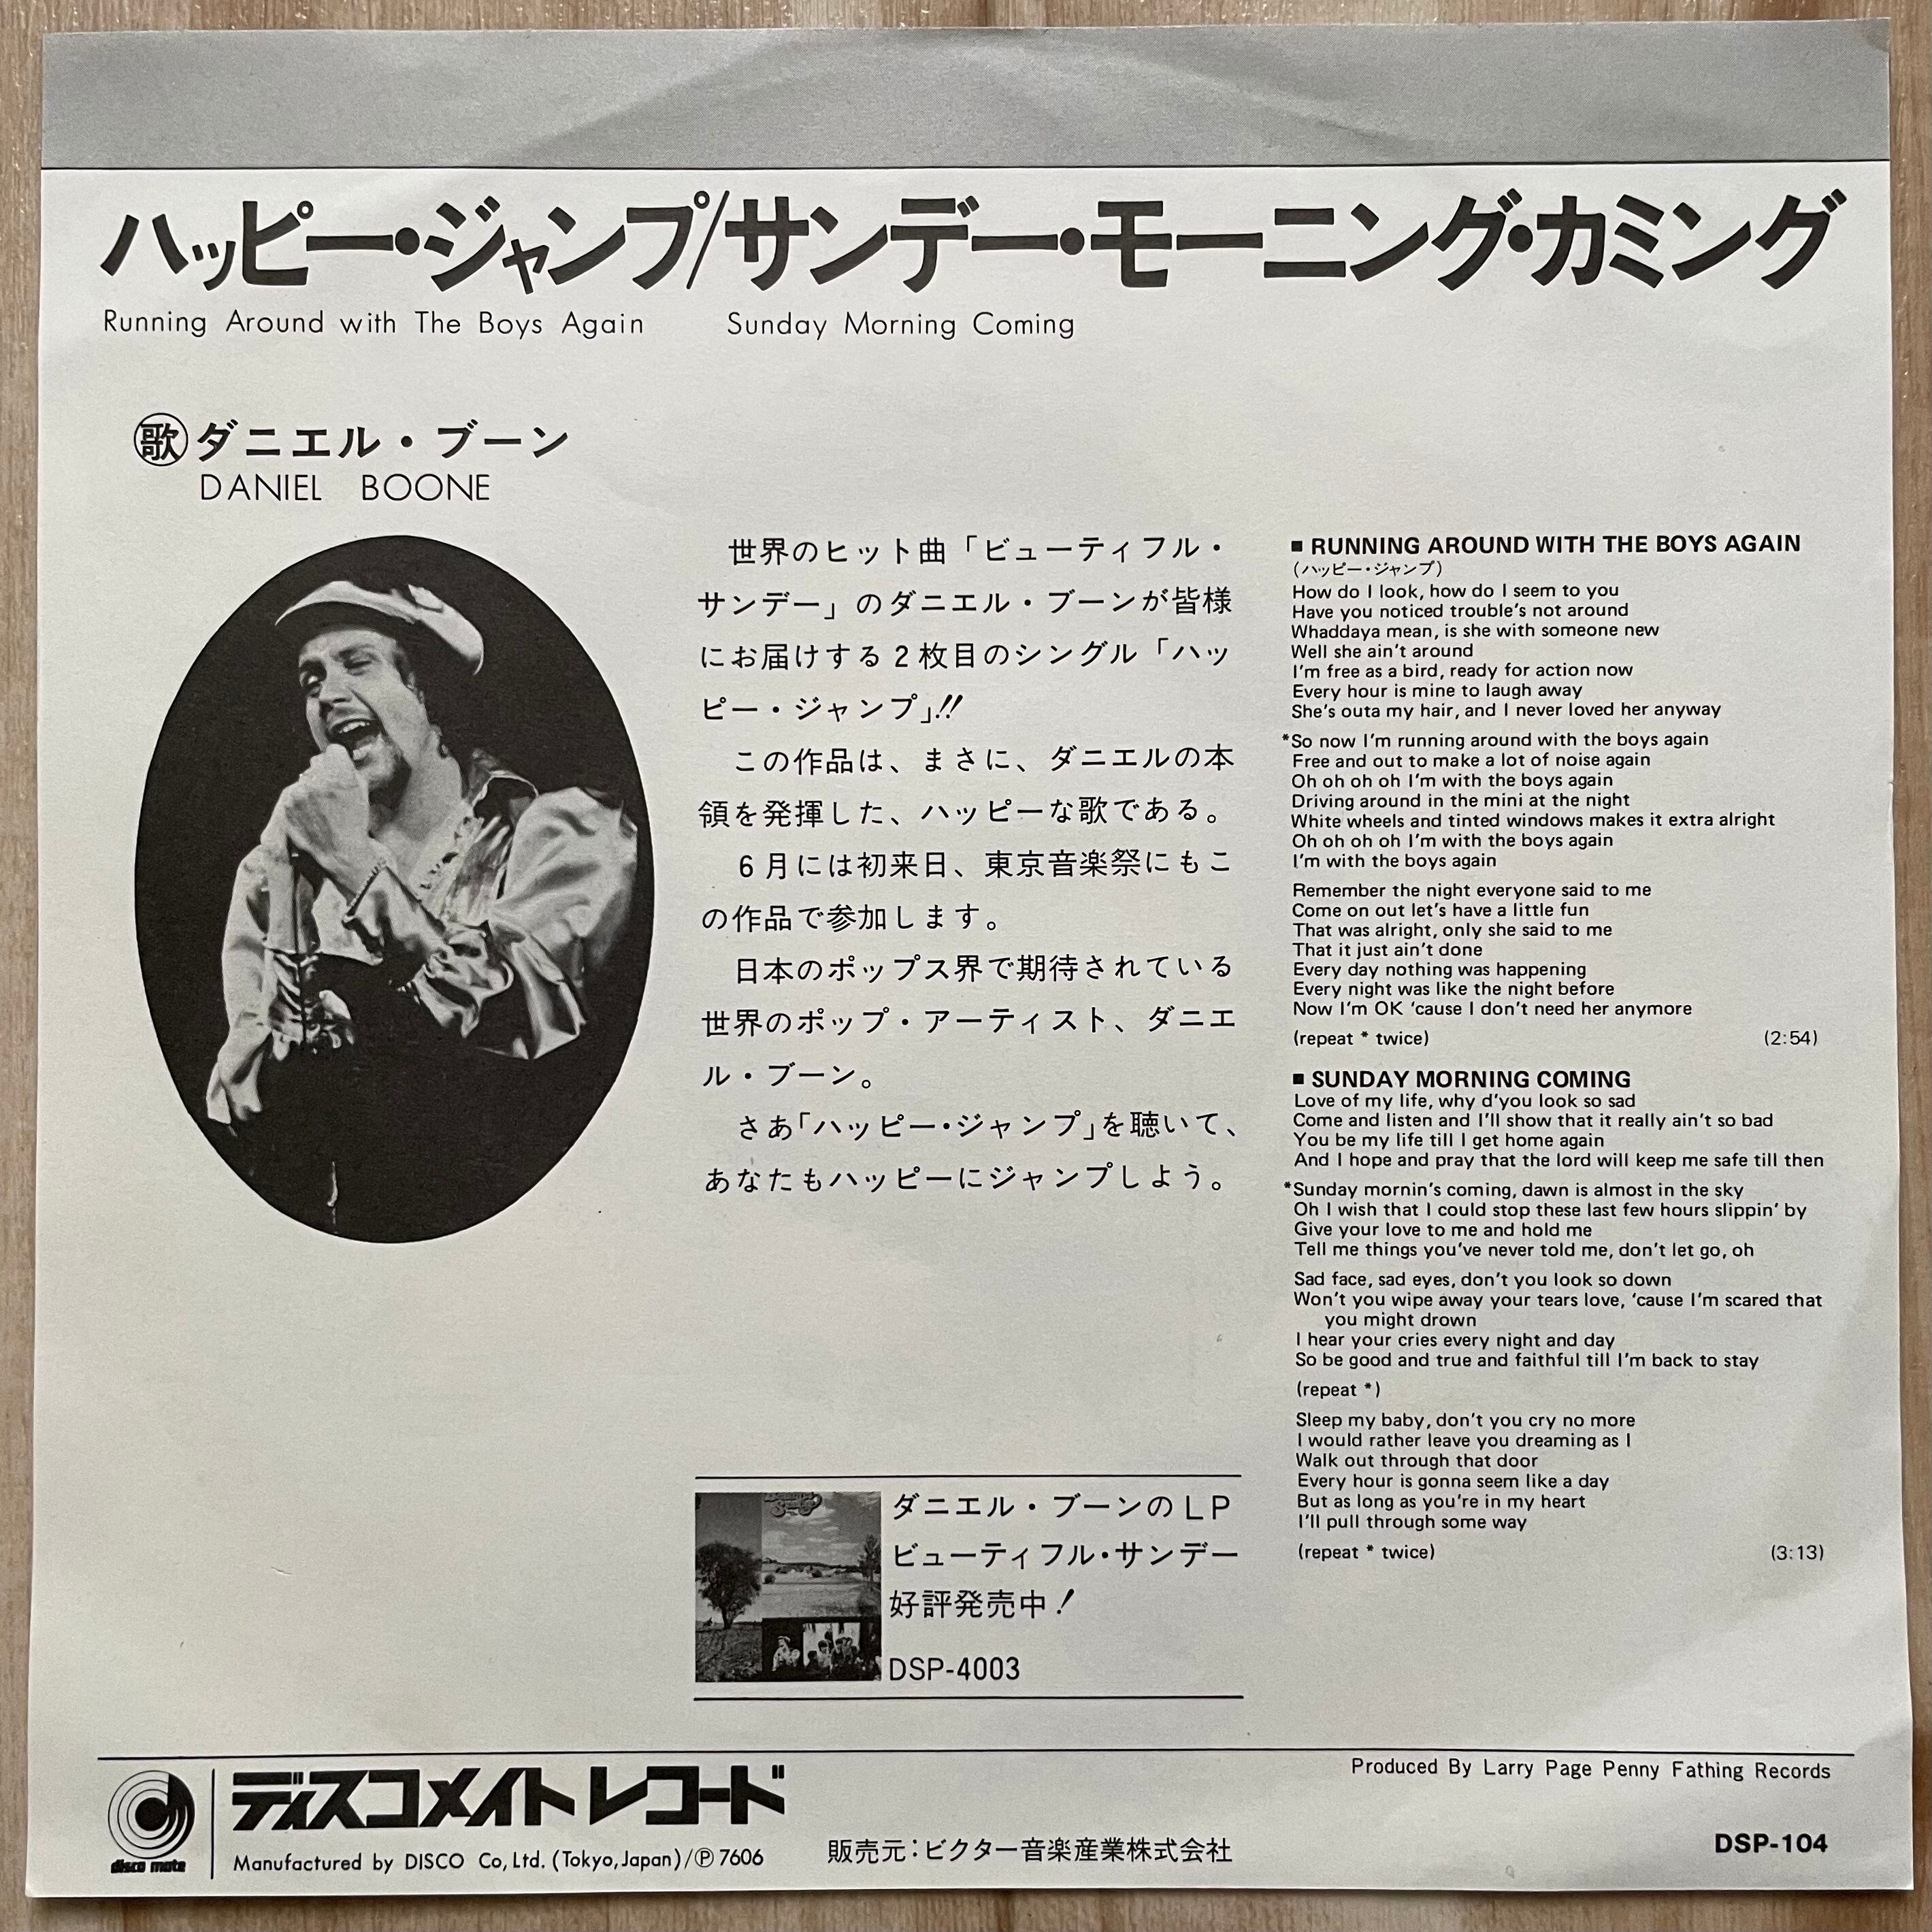 ハッピー・ジャンプ/サンデー・モーニング・カミング
Running Around with The Boys Again Sunday Morning Coming
歌 ダニエル・ブーン
DANIEL BOONE
世界のヒット曲「ビューティフル・
サンデー」のダニエル・ブーンが皆様
にお届けする2枚目のシングル「ハッ
ピー・ジャンプ」!!
この作品は、まさに、ダニエルの本
領を発揮した、ハッピーな歌である。
6月には初来日、東京音楽祭にもこ
の作品で参加します。
日本のポップス界で期待されている
世界のポップ・アーティスト、ダニエ
ル・ブーン。
さあ「ハッピー・ジャンプ」を聴いて、
あなたもハッピーにジャンプしよう。
ダニエル・ブーンのLP
ビューティフル・サンデー
好評発売中!
DSP-4003
■ RUNNING AROUND WITH THE BOYS AGAIN
(ハッピー・ジャンプ)
How do I look, how do I seem to you
Have you noticed trouble's not around
Whaddaya mean, is she with someone new
Well she ain't around
I'm free as a bird, ready for action now
Every hour is mine to laugh away
She's outa my hair, and I never loved her anyway
*So now I'm running around with the boys again
Free and out to make a lot of noise again
Oh oh oh oh I'm with the boys again
Driving around in the mini at the night
White wheels and tinted windows makes it extra alright
Oh oh oh oh I'm with the boys again
I'm with the boys again
Remember the night everyone said to me
Come on out let's have a little fun
That was alright, only she said to me
That it just ain't done
Every day nothing was happening
Every night was like the night before
Now I'm OK 'cause I don't need her anymore
(repeat * twice) (2:54)
■ SUNDAY MORNING COMING
Love of my life, why d'you look so sad
Come and listen and I'll show that it really ain't so bad
You be my life till I get home again
And I hope and pray that the lord will keep me safe till then
*Sunday mornin's coming, dawn is almost in the sky
Oh I wish that I could stop these last few hours slippin' by
Give your love to me and hold me
Tell me things you've never told me, don't let go, oh
Sad face, sad eyes, don't you look so down
Won't you wipe away your tears love, 'cause I'm scared that
you might drown
I hear your cries every night and day
So be good and true and faithful till I'm back to stay
(repeat *)
Sleep my baby, don't you cry no more
I would rather leave you dreaming as I
Walk out through that door
Every hour is gonna seem like a day
But as long as you're in my heart
I'll pull through some way
(repeat * twice) (3:13)
Produced By Larry Page Penny Fathing Records
disco mate
ディスコメイトレコード
Manufactured by DISCO Co, Ltd. (Tokyo, Japan)/Ⓟ7606
販売元:ビクター音楽産業株式会社
DSP-104